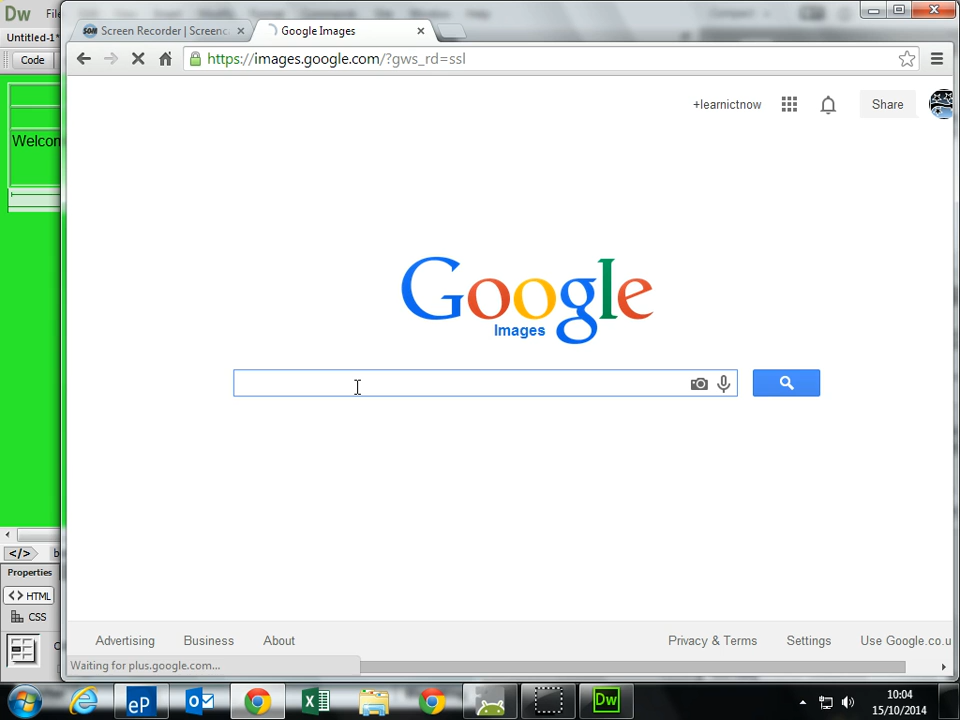 Dw
Fil
Screen Recorder | Screenc
Google Images
Untitled-1*
Code
https://images.google.com/?gws_rd=ssl
+learnictnow
Share
Welcom
Google
Images
</>
b
Properties
<> HTML
CSS
Advertising
Business
About
Privacy & Terms
Settings
Use Google.co.u
Waiting for plus.google.com...
eP
Dw
10:04
15/10/2014